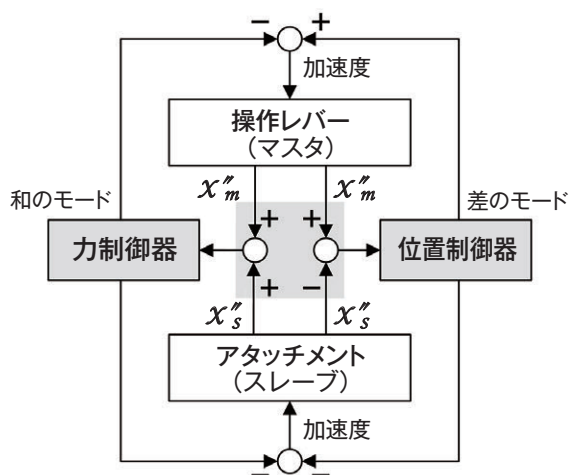 − +
加速度
操作レバー
(マスタ)
x″m x″m
和のモード
差のモード
+ +
力制御器
位置制御器
+ −
x″s x″s
アタッチメント
(スレーブ)
加速度